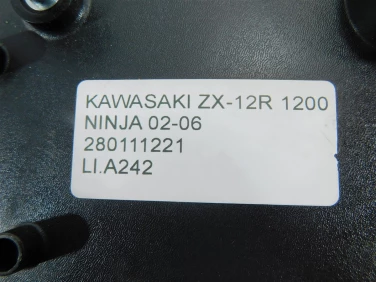 KAWASAKI ZX-12R 1200
NINJA 02-06
280111221
LI.A242